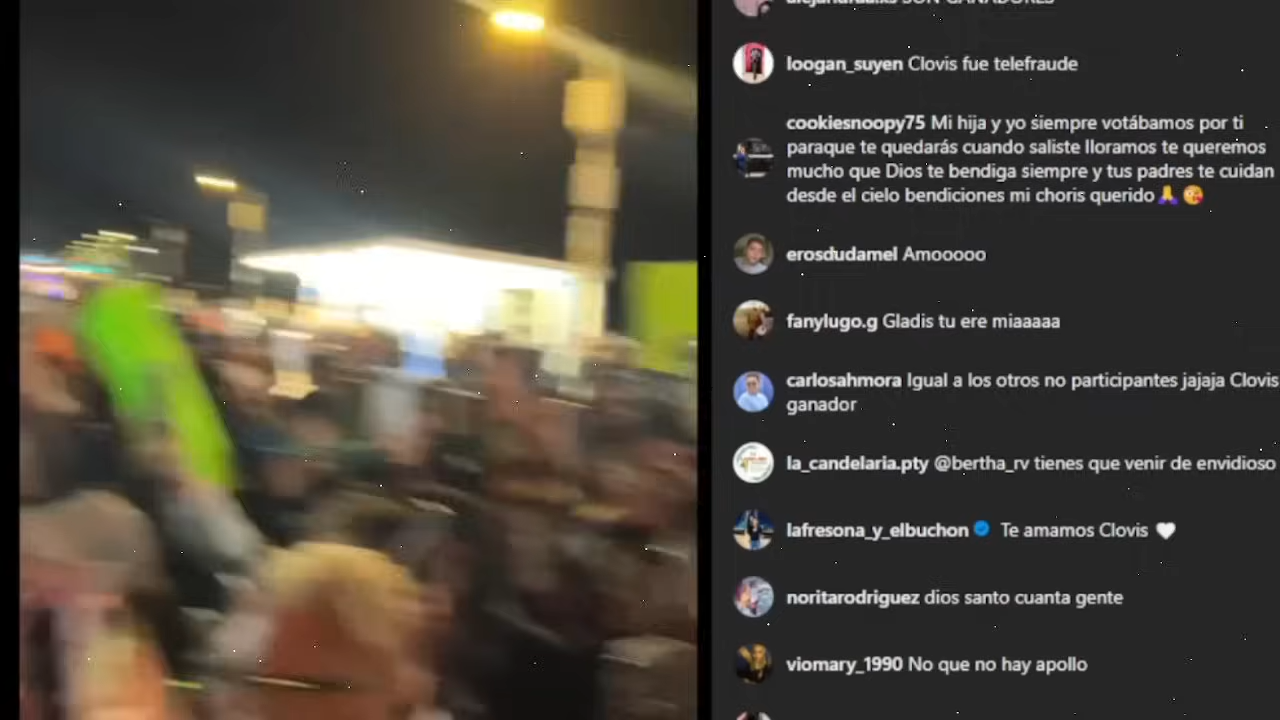 loogan_suyen Clovis fue telefraude
cookiesnoopy75 Mi hija y yo siempre votábamos por ti
paraque te quedarás cuando saliste lloramos te queremos
mucho que Dios te bendiga siempre y tus padres te cuidan
desde el cielo bendiciones mi choris querido🙏😘
erosdudamel Amooooo
fanylugo.g Gladis tu ere miaaaaa
carlosahmora Igual a los otros no participantes jajaja Clovis
ganador
la_candelaria.pty @bertha_rv tienes que venir de envidioso
lafresona_y_elbuchon Te amamos Clovis 🤍
noritarodriguez dios santo cuanta gente
viomary_1990 No que no hay apollo